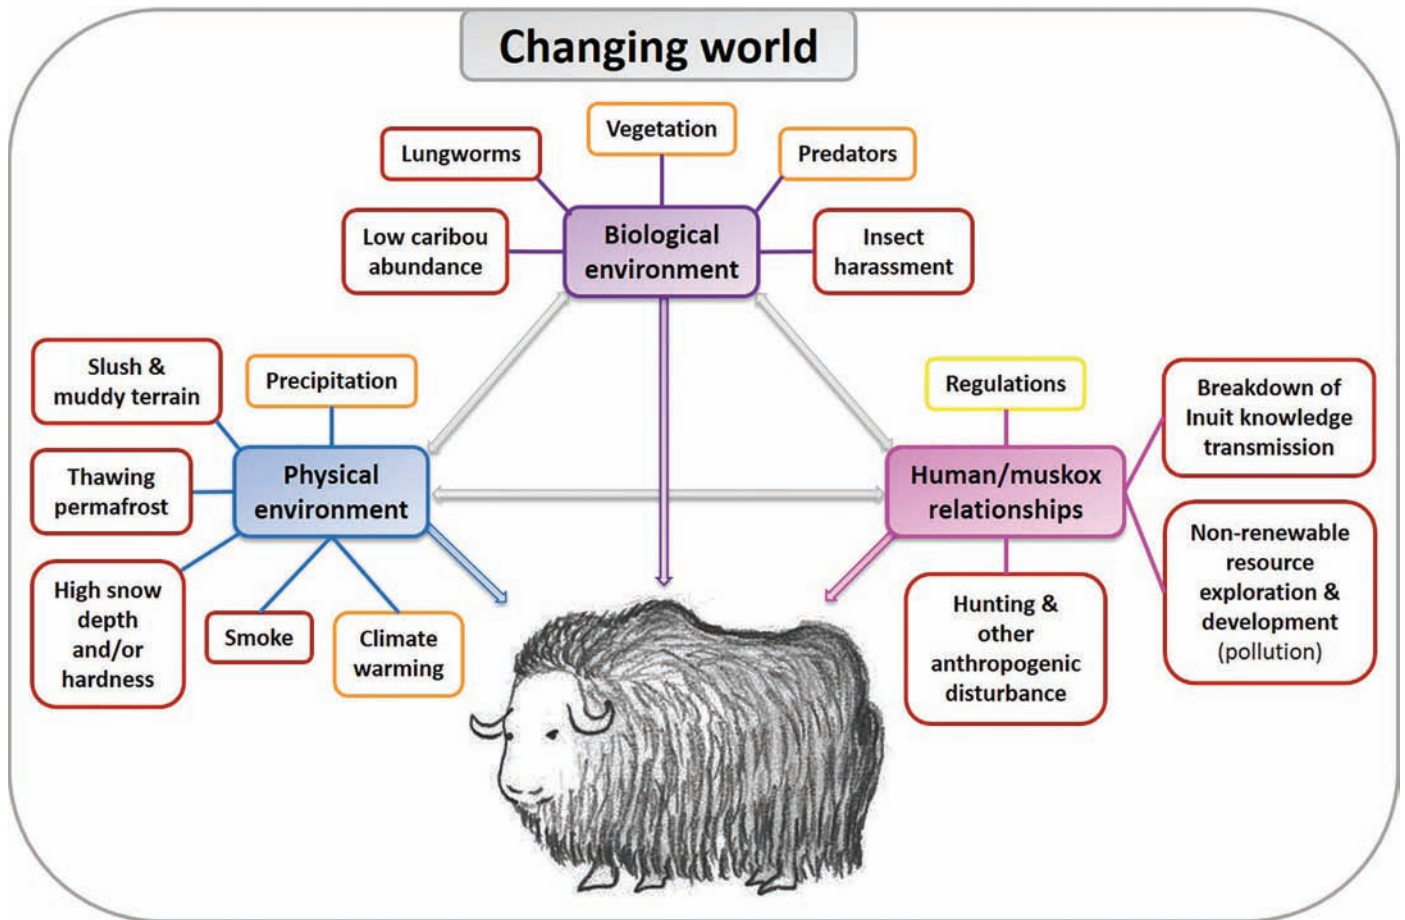 Changing world
Vegetation
Lungworms
Predators
Low caribou
abundance
Biological
environment
Insect
harassment
Slush &
muddy terrain
Precipitation
Regulations
Breakdown of
Inuit knowledge
transmission
Thawing
permafrost
Physical
environment
Human/muskox
relationships
High snow
depth
and/or
hardness
Smoke
Climate
warming
Hunting &
other
anthropogenic
disturbance
Non-renewable
resource
exploration &
development
(pollution)